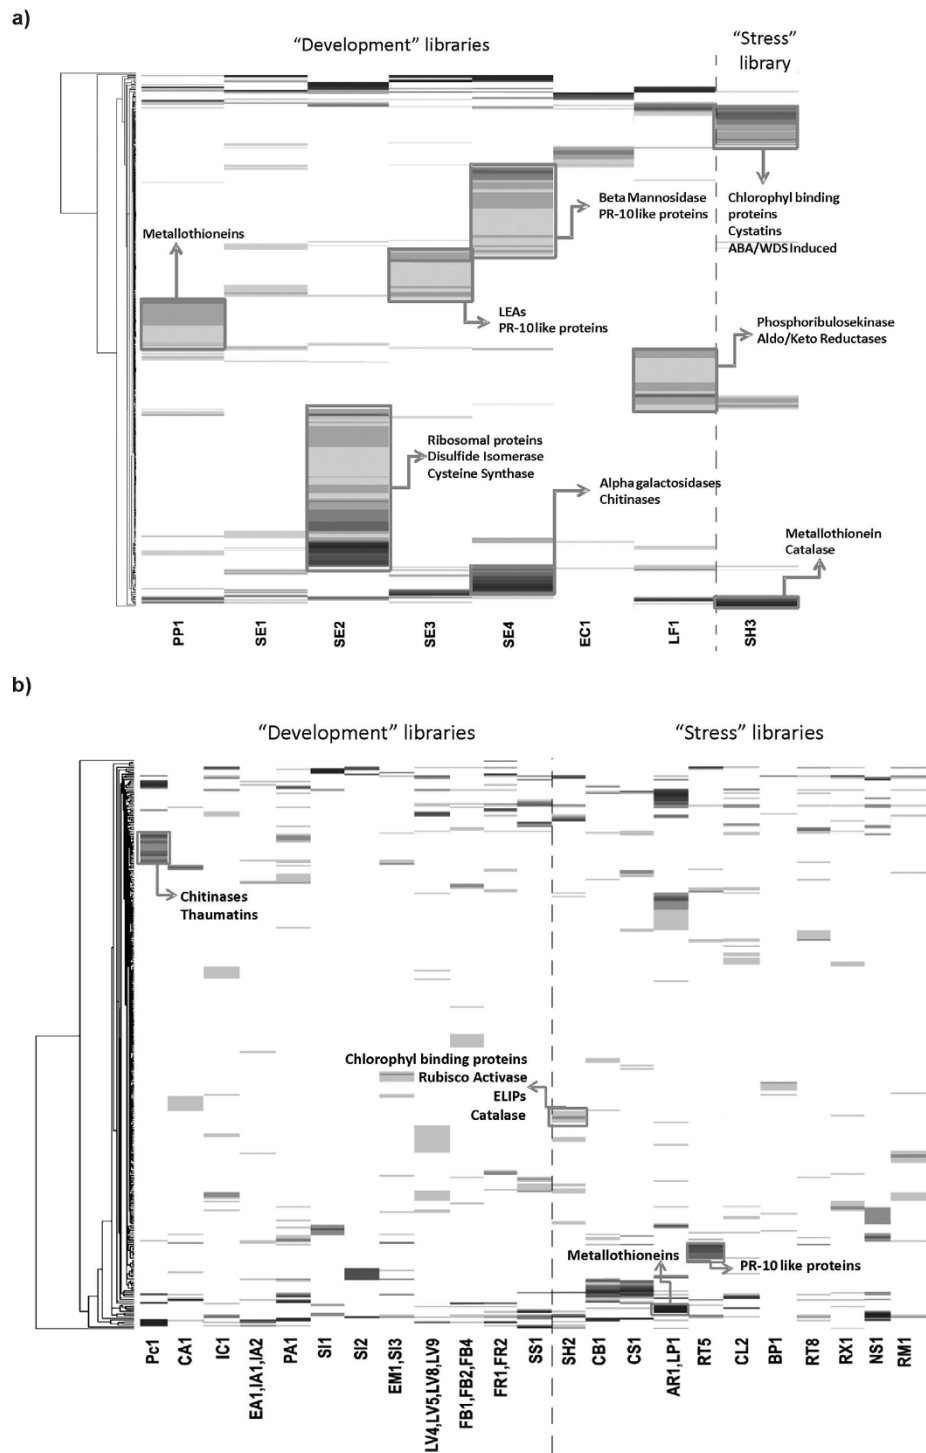 a)
"Development" libraries
"Stress"
library
Beta Mannosidase
PR-10 like proteins
Chlorophyl binding
proteins
Cystatins
ABA/WDS Induced
Metallothioneins
LEAs
PR-10 like proteins
Phosphoribulosekinase
Aldo/Keto Reductases
Ribosomal proteins
Disulfide Isomerase
Cysteine Synthase
Alpha galactosidases
Chitinases
Metallothionein
Catalase
PP1
SE1
SE2
SE3
SE4
EC1
LF1
SH3
b)
"Development" libraries
"Stress" libraries
Chitinases
Thaumatins
Chlorophyl binding proteins
Rubisco Activase
ELIPs
Catalase
Metallothioneins
PR-10 like proteins
Pc1
CA1
IC1
EA1,IA1,IA2
PA1
SI1
SI2
EM1,SI3
LV4,LV5,LV8,LV9
FB1,FB2,FB4
FR1,FR2
SS1
SH2
CB1
CS1
AR1,LP1
RT5
CL2
BP1
RT8
RX1
NS1
RM1